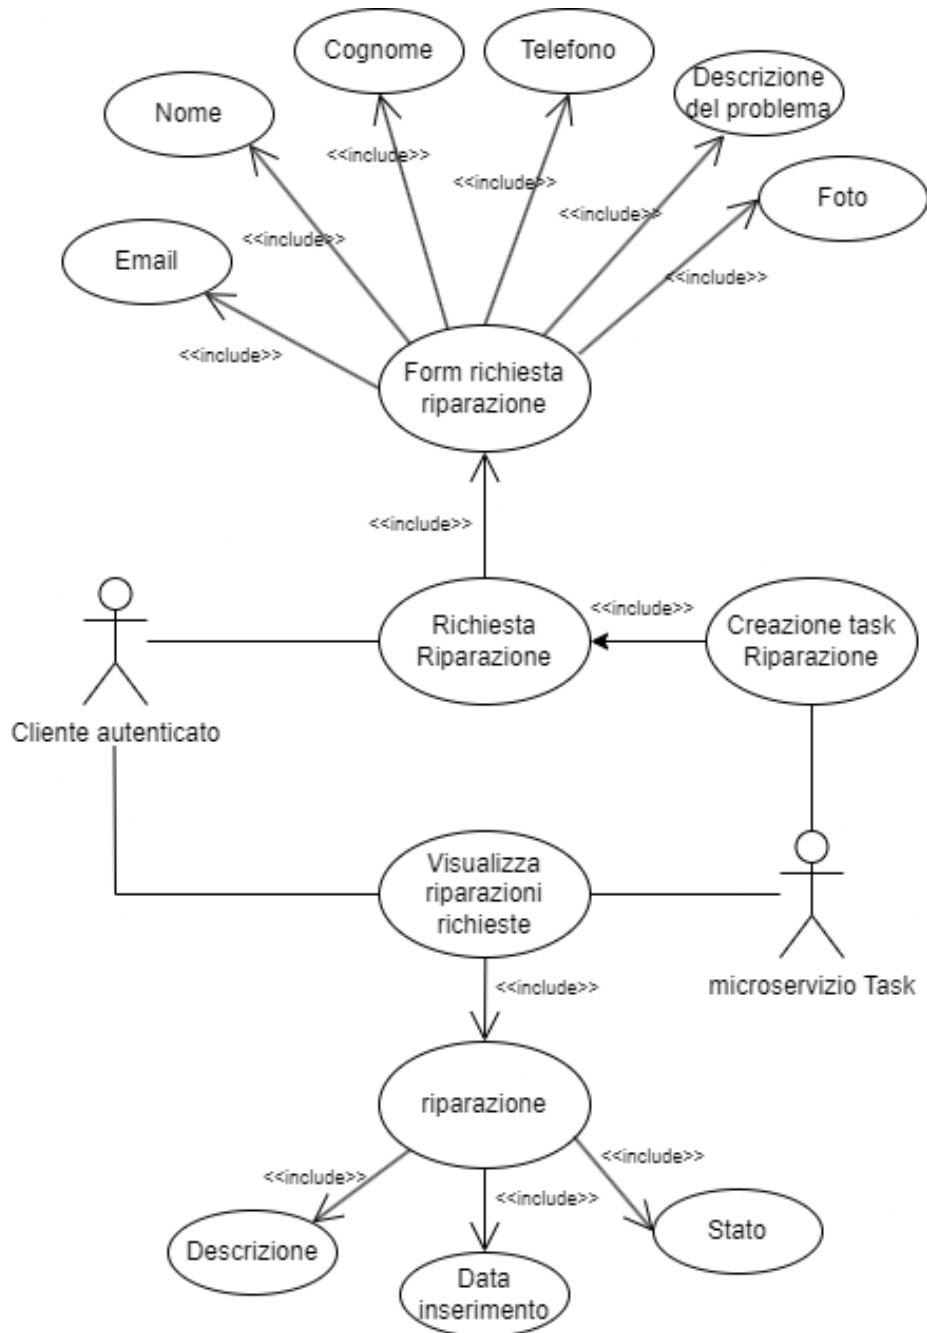 Cognome
Telefono
Descrizione
del problema
Nome
Foto
Email
<<include>>
<<include>>
<<include>>
<<include>>
<<include>>
<<include>>
Form richiesta
riparazione
<<include>>
Richiesta
Riparazione
<<include>>
Creazione task
Riparazione
Cliente autenticato
Visualizza
riparazioni
richieste
microservizio Task
<<include>>
riparazione
<<include>>
<<include>>
<<include>>
Descrizione
Data
inserimento
Stato